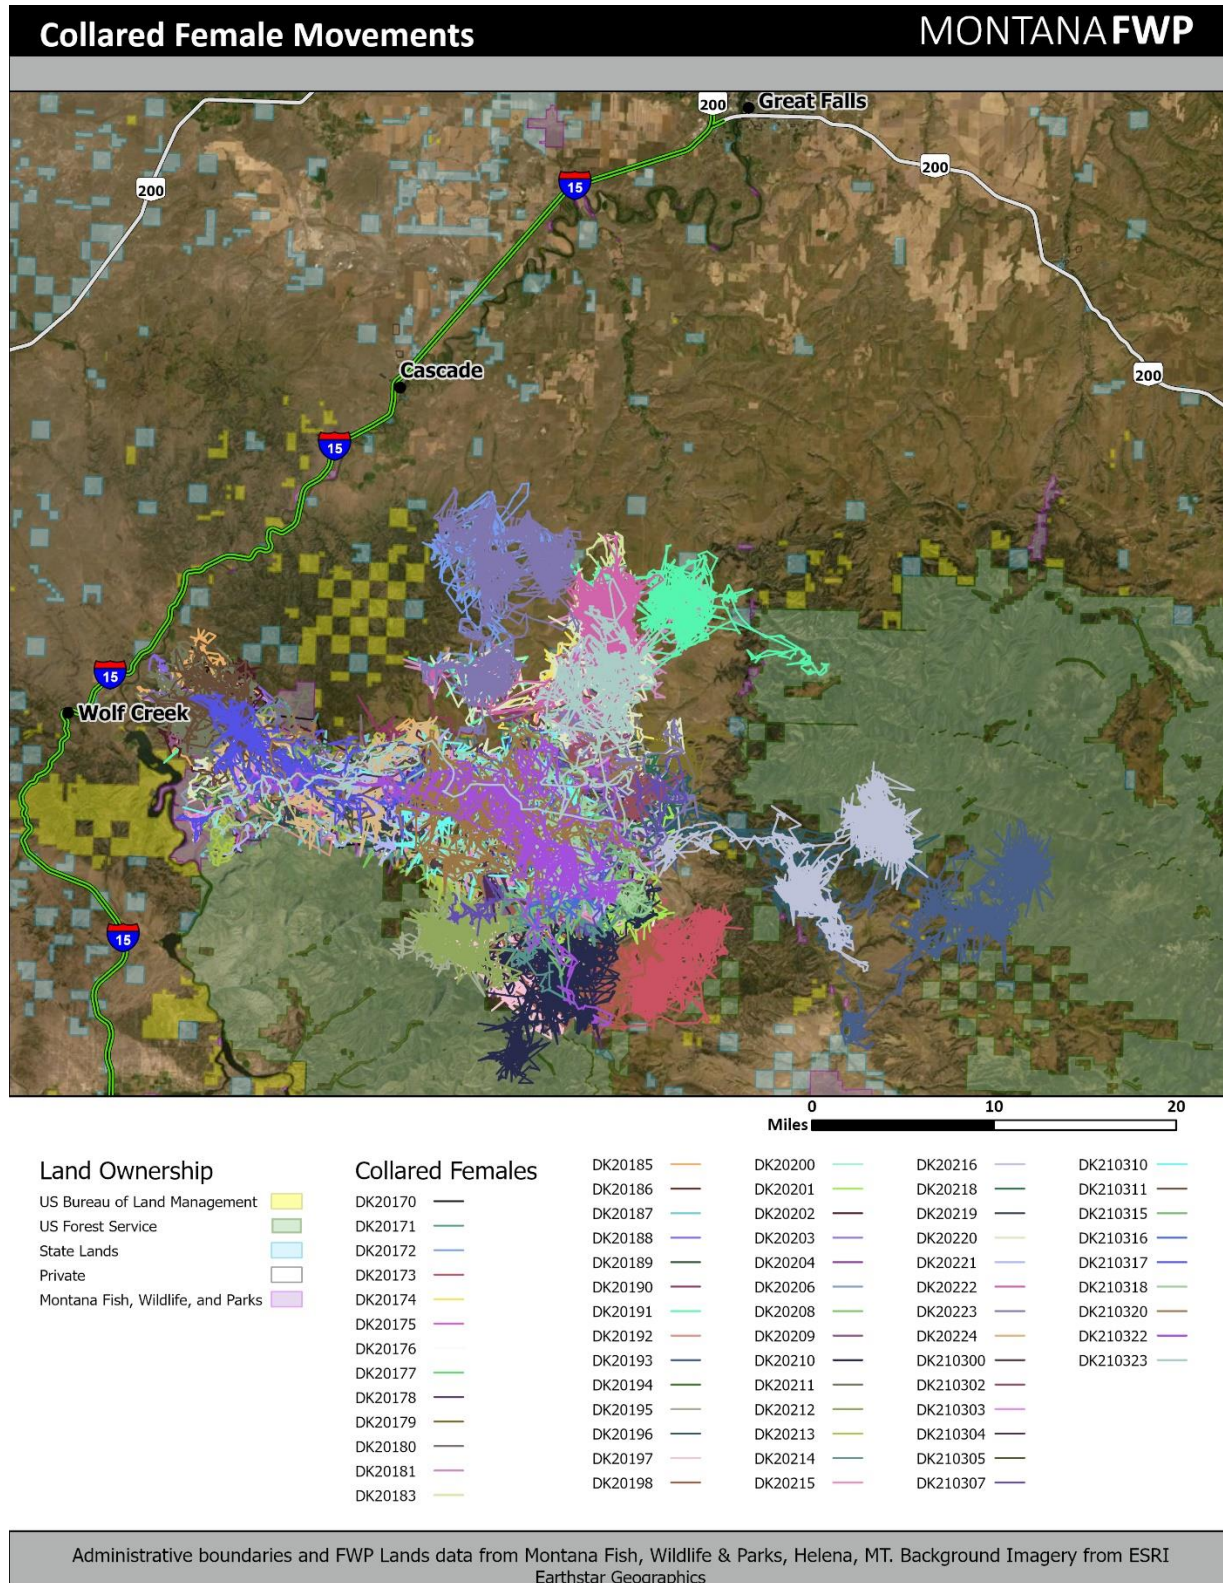 Collared Female Movements
MONTANA FWP
200
Great Falls
15
200
200
200
Cascade
15
15
Wolf Creek
15
0 10 20
Miles
Land Ownership
US Bureau of Land Management
US Forest Service
State Lands
Private
Montana Fish, Wildlife, and Parks
Collared Females
DK20170
DK20171
DK20172
DK20173
DK20174
DK20175
DK20176
DK20177
DK20178
DK20179
DK20180
DK20181
DK20183
DK20185
DK20186
DK20187
DK20188
DK20189
DK20190
DK20191
DK20192
DK20193
DK20194
DK20195
DK20196
DK20197
DK20198
DK20200
DK20201
DK20202
DK20203
DK20204
DK20206
DK20208
DK20209
DK20210
DK20211
DK20212
DK20213
DK20214
DK20215
DK20216
DK20218
DK20219
DK20220
DK20221
DK20222
DK20223
DK20224
DK210300
DK210302
DK210303
DK210304
DK210305
DK210307
DK210310
DK210311
DK210315
DK210316
DK210317
DK210318
DK210320
DK210322
DK210323
Administrative boundaries and FWP Lands data from Montana Fish, Wildlife & Parks, Helena, MT. Background Imagery from ESRI
Earthstar Geographics